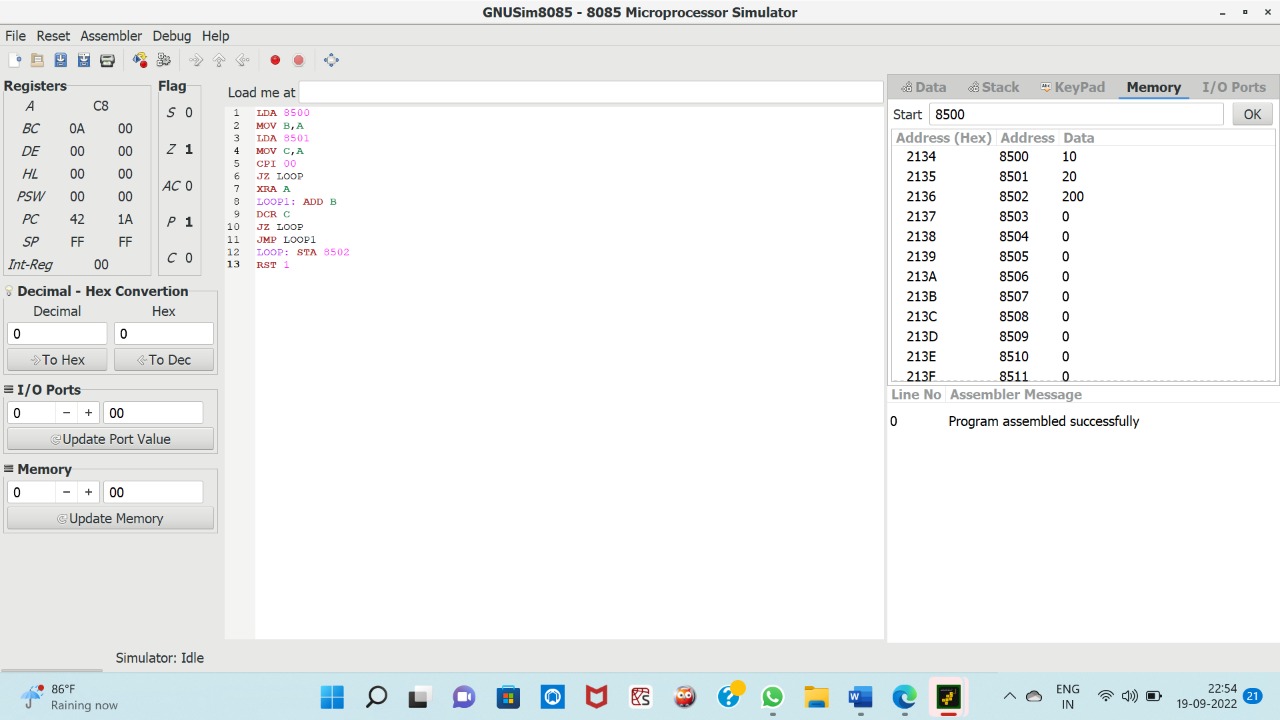 GNUSim8085 - 8085 Microprocessor Simulator
File Reset Assembler Debug Help
Registers
A C8
BC 0A 00
DE 00 00
HL 00 00
PSW 00 00
PC 42 1A
SP FF FF
Int-Reg 00
Flag
S 0
Z 1
AC 0
P 1
C 0
Decimal - Hex Convertion
Decimal Hex
0 0
To Hex To Dec
I/O Ports
0 − + 00
Update Port Value
Memory
0 − + 00
Update Memory
Load me at
1 LDA 8500
2 MOV B,A
3 LDA 8501
4 MOV C,A
5 CPI 00
6 JZ LOOP
7 XRA A
8 LOOP1: ADD B
9 DCR C
10 JZ LOOP
11 JMP LOOP1
12 LOOP: STA 8502
13 RST 1
Data Stack KeyPad Memory I/O Ports
Start 8500 OK
Address (Hex) Address Data
2134 8500 10
2135 8501 20
2136 8502 200
2137 8503 0
2138 8504 0
2139 8505 0
213A 8506 0
213B 8507 0
213C 8508 0
213D 8509 0
213E 8510 0
213F 8511 0
Line No Assembler Message
0 Program assembled successfully
Simulator: Idle
86°F
Raining now
ENG
IN
22:54
19-09-2022
21